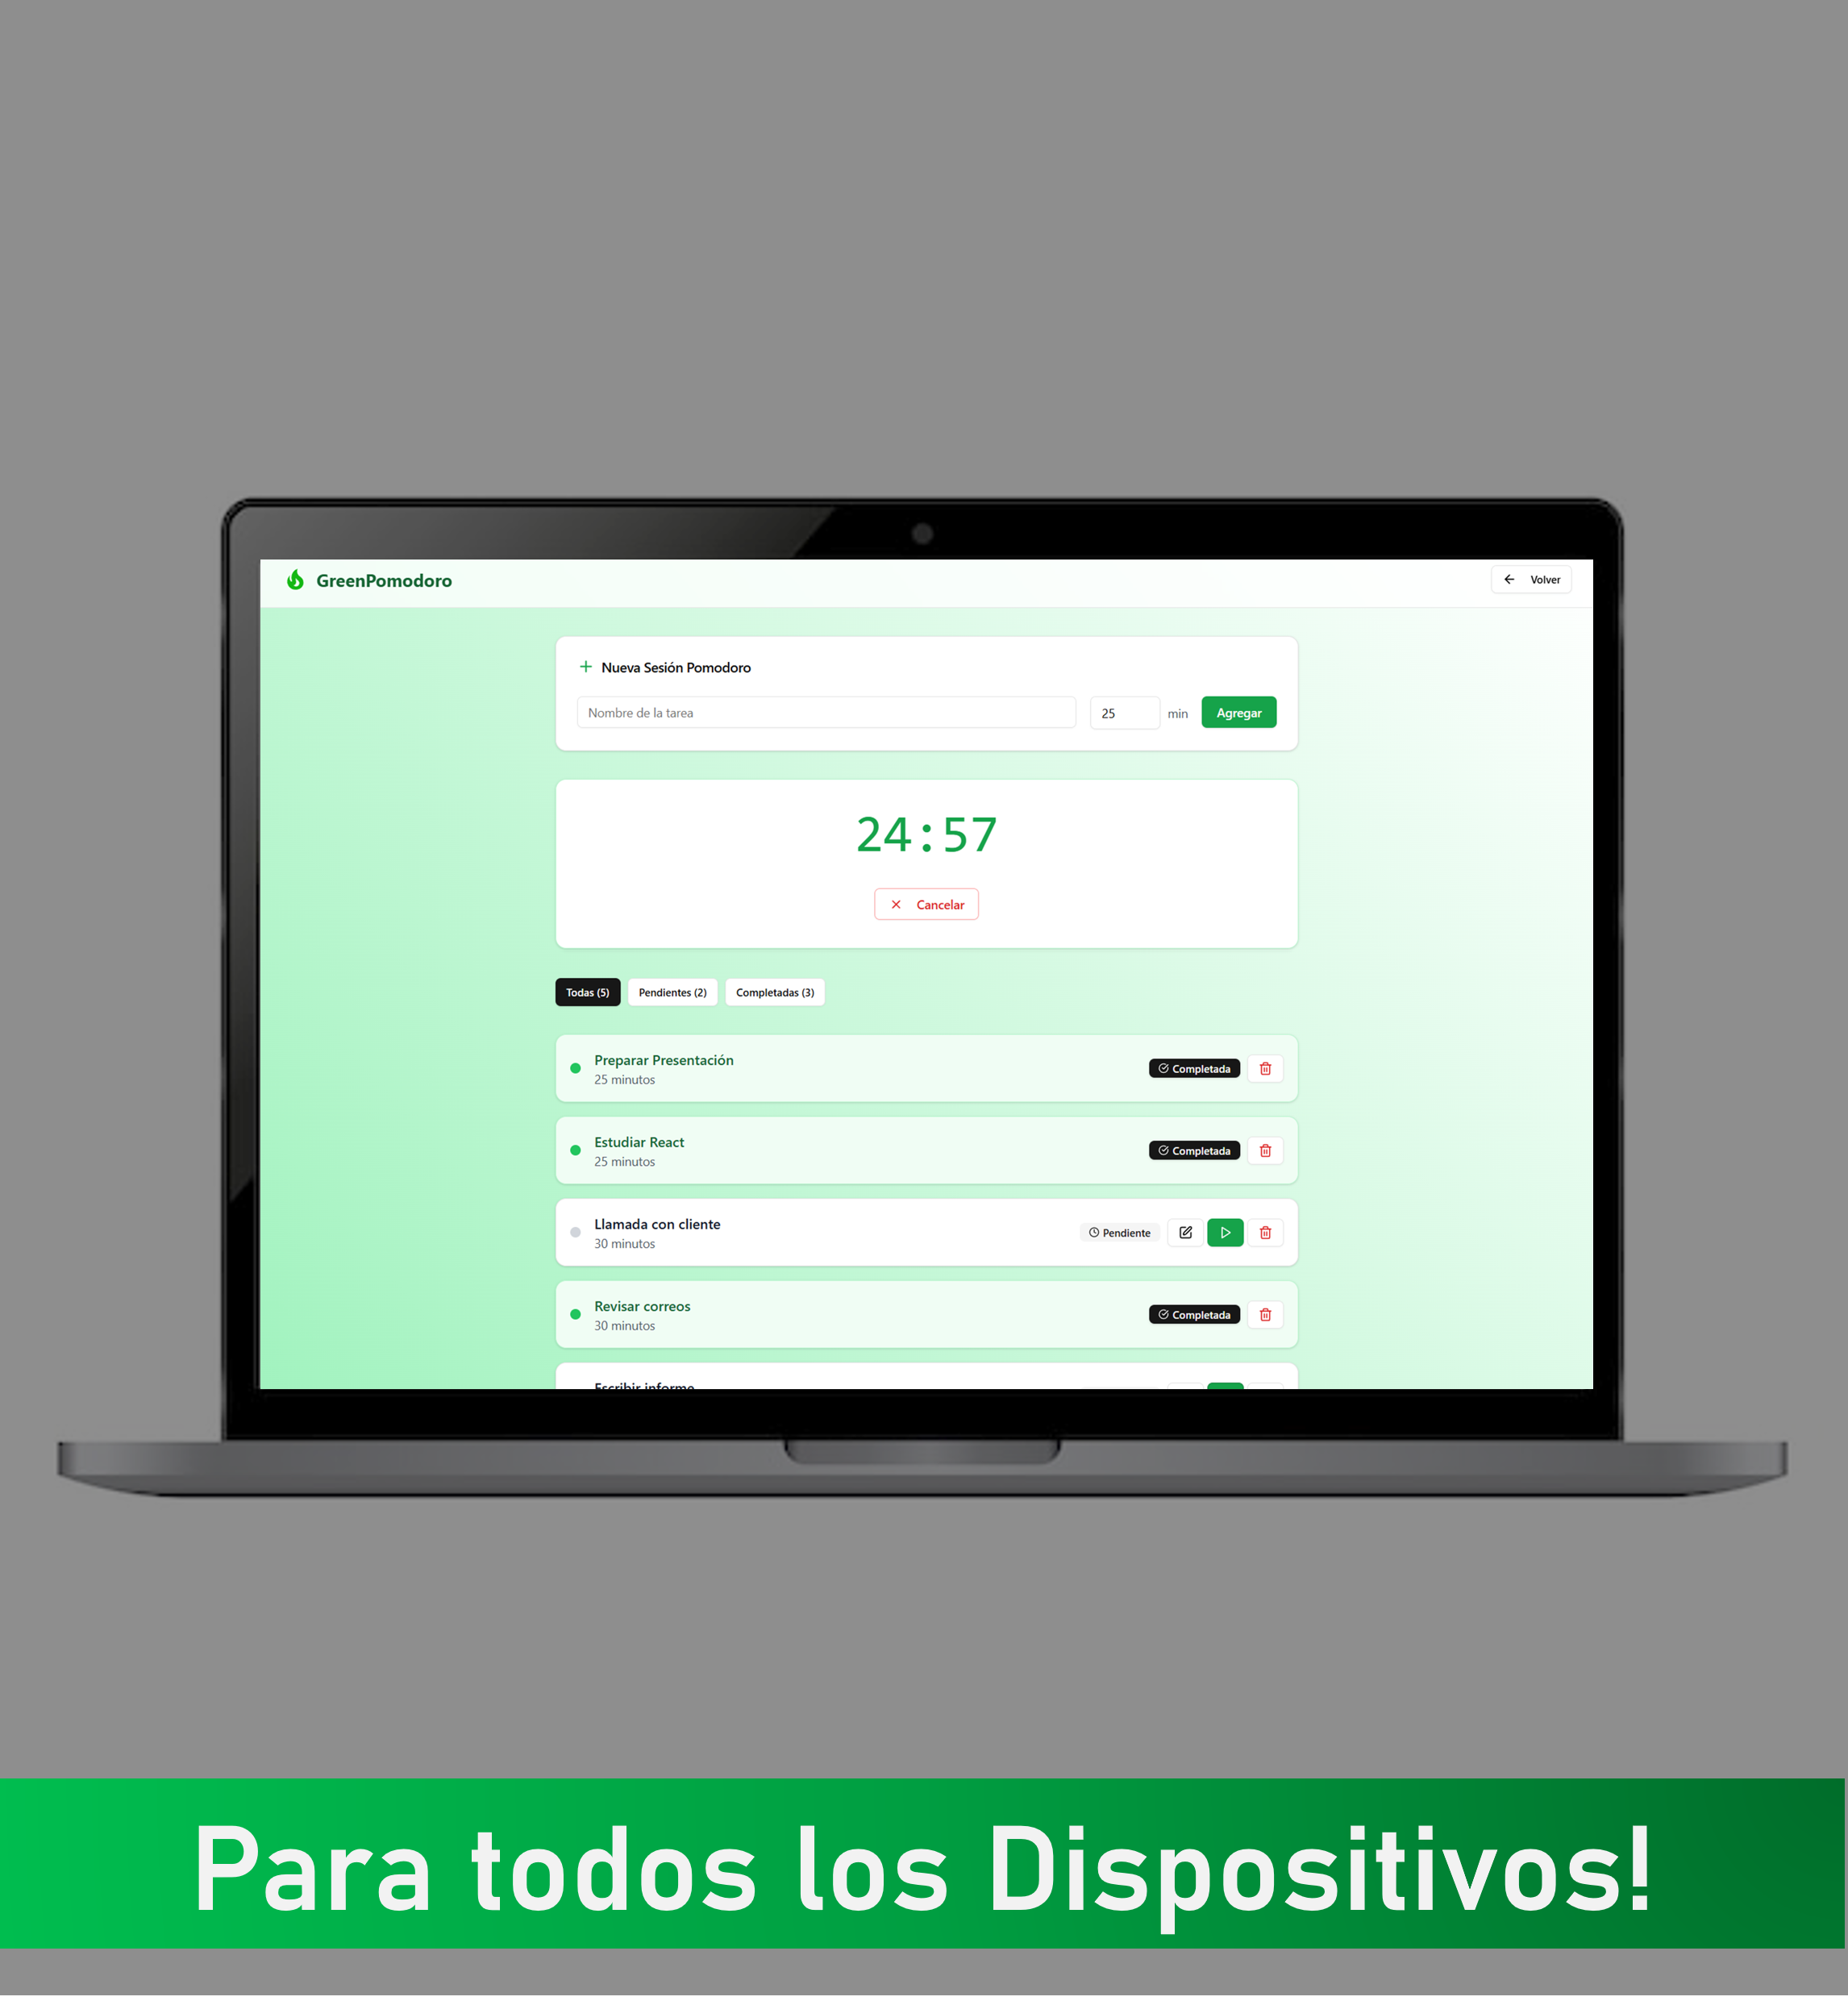 GreenPomodoro
Volver
Nueva Sesión Pomodoro
Nombre de la tarea
25
min
Agregar
24:57
Cancelar
Todas (5)
Pendientes (2)
Completadas (3)
Preparar Presentación
25 minutos
Completada
Estudiar React
25 minutos
Completada
Llamada con cliente
30 minutos
Pendiente
Revisar correos
30 minutos
Completada
Escribir informe
Para todos los Dispositivos!